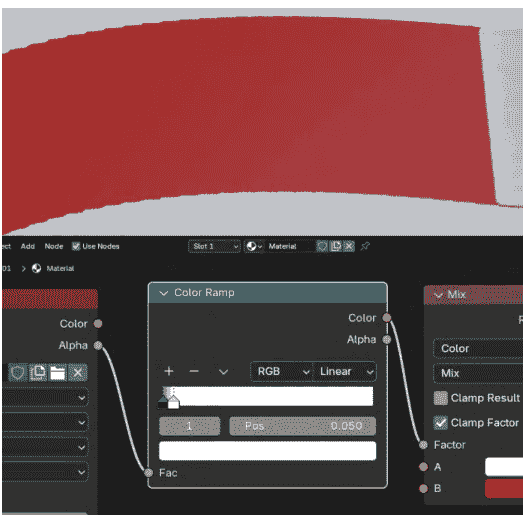 ect Add Node Use Nodes Slot 1 Material
01 > Material
Color Ramp
Mix
Color
Color
Alpha
Alpha
R
Color
RGB Linear
Mix
Clamp Result
1 Pos 0.050
Clamp Factor
Factor
Fac
A
B